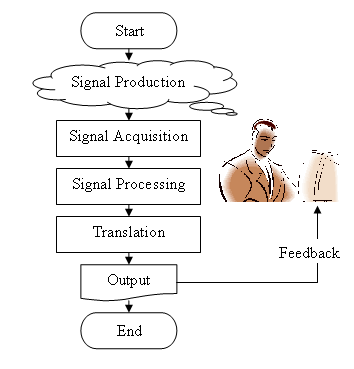 Start
Signal Production
Signal Acquisition
Signal Processing
Translation
Output
Feedback
End